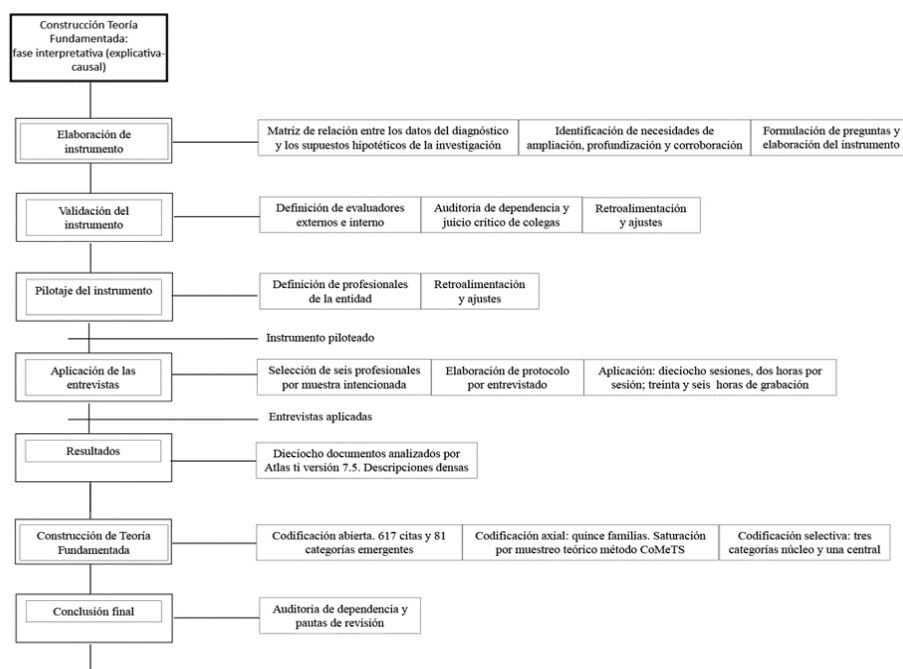 Construcción Teoría
Fundamentada:
fase interpretativa (explicativa-
causal)
Elaboración de
instrumento
Matriz de relación entre los datos del diagnóstico
y los supuestos hipotéticos de la investigación
Identificación de necesidades de
ampliación, profundización y corroboración
Formulación de preguntas y
elaboración del instrumento
Validación del
instrumento
Definición de evaluadores
externos e interno
Auditoria de dependencia y
juicio crítico de colegas
Retroalimentación
y ajustes
Pilotaje del instrumento
Definición de profesionales
de la entidad
Retroalimentación
y ajustes
Instrumento piloteado
Aplicación de las
entrevistas
Selección de seis profesionales
por muestra intencionada
Elaboración de protocolo
por entrevistado
Aplicación: dieciocho sesiones, dos horas por
sesión; treinta y seis horas de grabación
Entrevistas aplicadas
Resultados
Dieciocho documentos analizados por
Atlas ti versión 7.5. Descripciones densas
Construcción de Teoría
Fundamentada
Codificación abierta. 617 citas y 81
categorías emergentes
Codificación axial: quince familias. Saturación
por muestreo teórico método CoMeTS
Codificación selectiva: tres
categorías núcleo y una central
Conclusión final
Auditoria de dependencia y
pautas de revisión